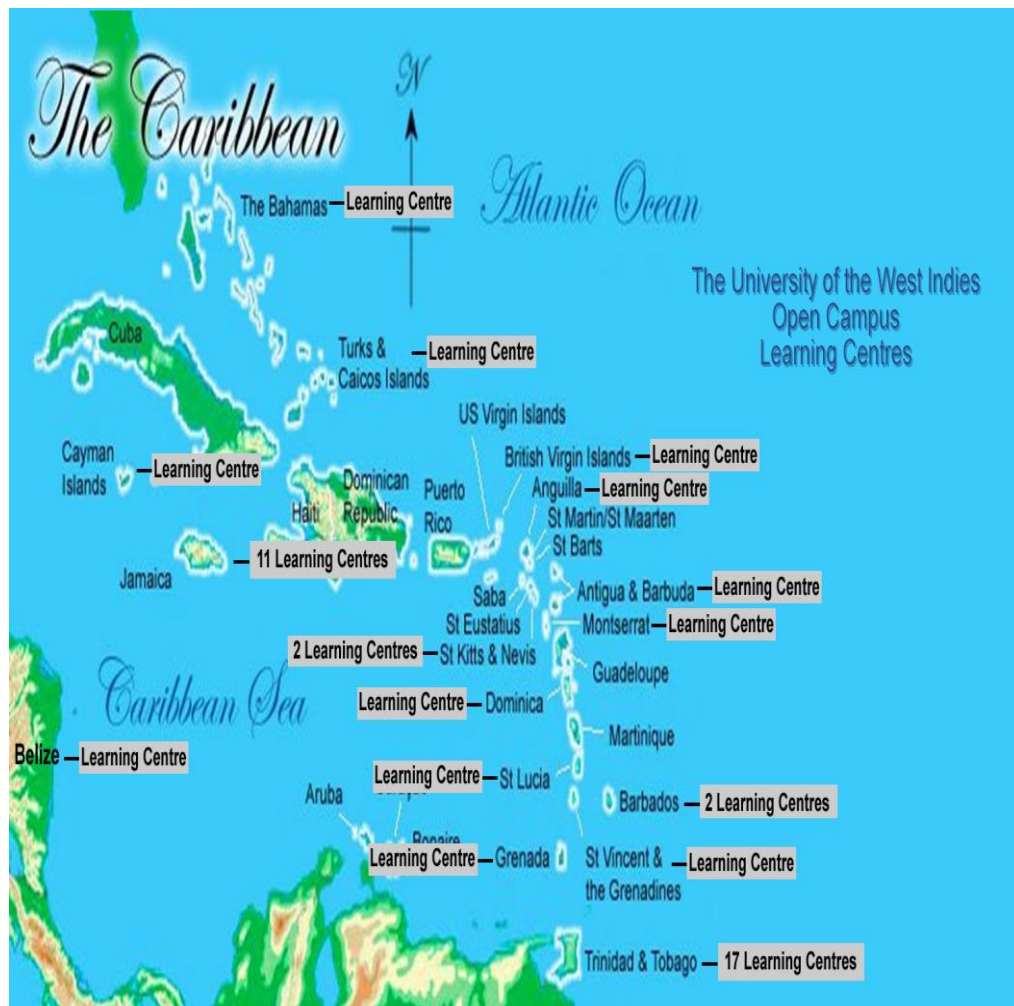 The Caribbean
N
Atlantic Ocean
The Bahamas
Learning Centre
The University of the West Indies
Open Campus
Learning Centres
Cuba
Turks &
Caicos Islands
Learning Centre
US Virgin Islands
British Virgin Islands
Learning Centre
Cayman
Islands
Learning Centre
Anguilla
Learning Centre
Haiti
Dominican
Republic
Puerto
Rico
St Martin/St Maarten
St Barts
Jamaica
11 Learning Centres
Saba
Antigua & Barbuda
Learning Centre
St Eustatius
Montserrat
Learning Centre
2 Learning Centres
St Kitts & Nevis
Guadeloupe
Caribbean Sea
Learning Centre
Dominica
Martinique
Belize
Learning Centre
Learning Centre
St Lucia
Aruba
Barbados
2 Learning Centres
Bonaire
Learning Centre
Grenada
St Vincent &
the Grenadines
Learning Centre
Trinidad & Tobago
17 Learning Centres